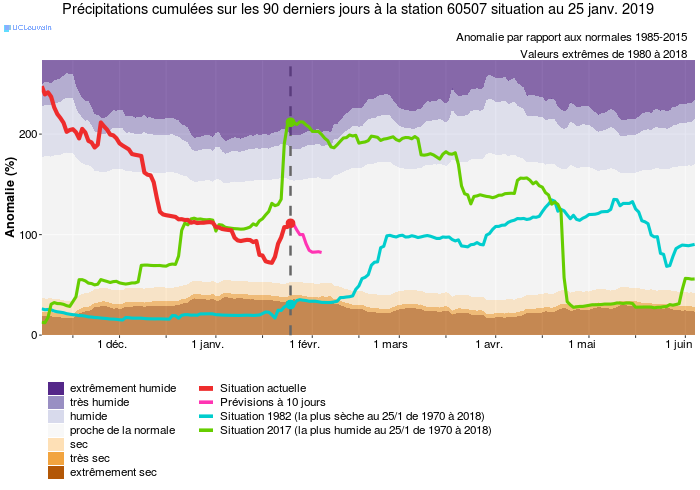 Précipitations cumulées sur les 90 derniers jours à la station 60507 situation au 25 janv. 2019
UCLouvain
Anomalie par rapport aux normales 1985-2015
Valeurs extrêmes de 1980 à 2018
Anomalie (%)
200
100
0
1 déc.
1 janv.
1 févr.
1 mars
1 avr.
1 mai
1 juin
extrêmement humide
très humide
humide
proche de la normale
sec
très sec
extrêmement sec
Situation actuelle
Prévisions à 10 jours
Situation 1982 (la plus sèche au 25/1 de 1970 à 2018)
Situation 2017 (la plus humide au 25/1 de 1970 à 2018)